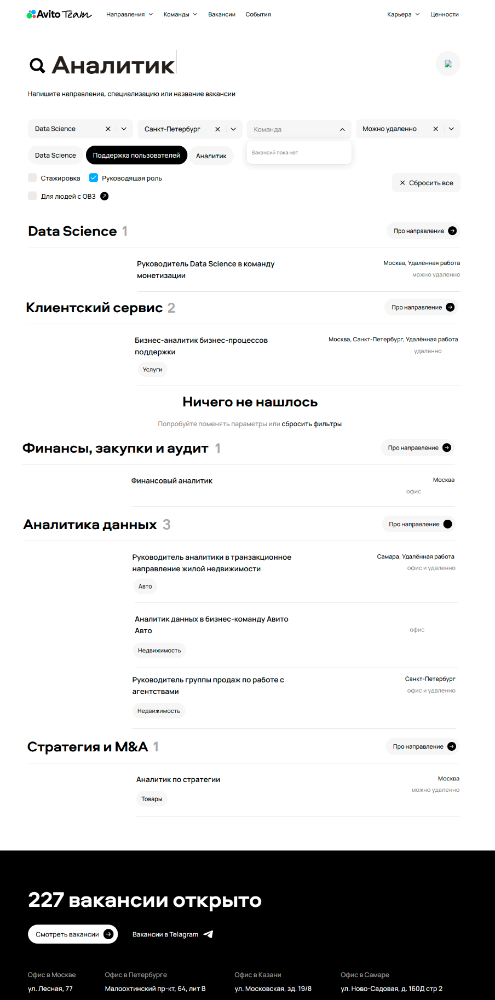 Avito Team Направления Команды Вакансии События Карьера Ценности
Аналитик
Напишите направление, специализацию или название вакансии
Data Science Санкт-Петербург Команда Можно удаленно
Data Science Поддержка пользователей Аналитик Вакансий пока нет
Стажировка Руководящая роль
Сбросить все
Для людей с ОВЗ
Data Science 1 Про направление
Руководитель Data Science в команду Москва, Удалённая работа
монетизации можно удаленно
Клиентский сервис 2 Про направление
Бизнес-аналитик бизнес-процессов Москва, Санкт-Петербург, Удалённая работа
поддержки удаленно
Услуги
Ничего не нашлось
Попробуйте поменять параметры или сбросить фильтры
Финансы, закупки и аудит 1 Про направление
Финансовый аналитик Москва
офис
Аналитика данных 3 Про направление
Руководитель аналитики в транзакционное Самара, Удалённая работа
направление жилой недвижимости офис и удаленно
Авто
Аналитик данных в бизнес-команду Авито
Авто офис
Недвижимость
Руководитель группы продаж по работе с Санкт-Петербург
агентствами офис и удаленно
Недвижимость
Стратегия и M&A 1 Про направление
Аналитик по стратегии Москва
можно удаленно
Товары
227 вакансии открыто
Смотреть вакансии Вакансии в Telagram
Офис в Москве Офис в Петербурге Офис в Казани Офис в Самаре
ул. Лесная, 77 Малоохтинский пр-кт, 64, лит В ул. Московская, зд. 19/8 ул. Ново-Садовая, д. 160Д стр 2